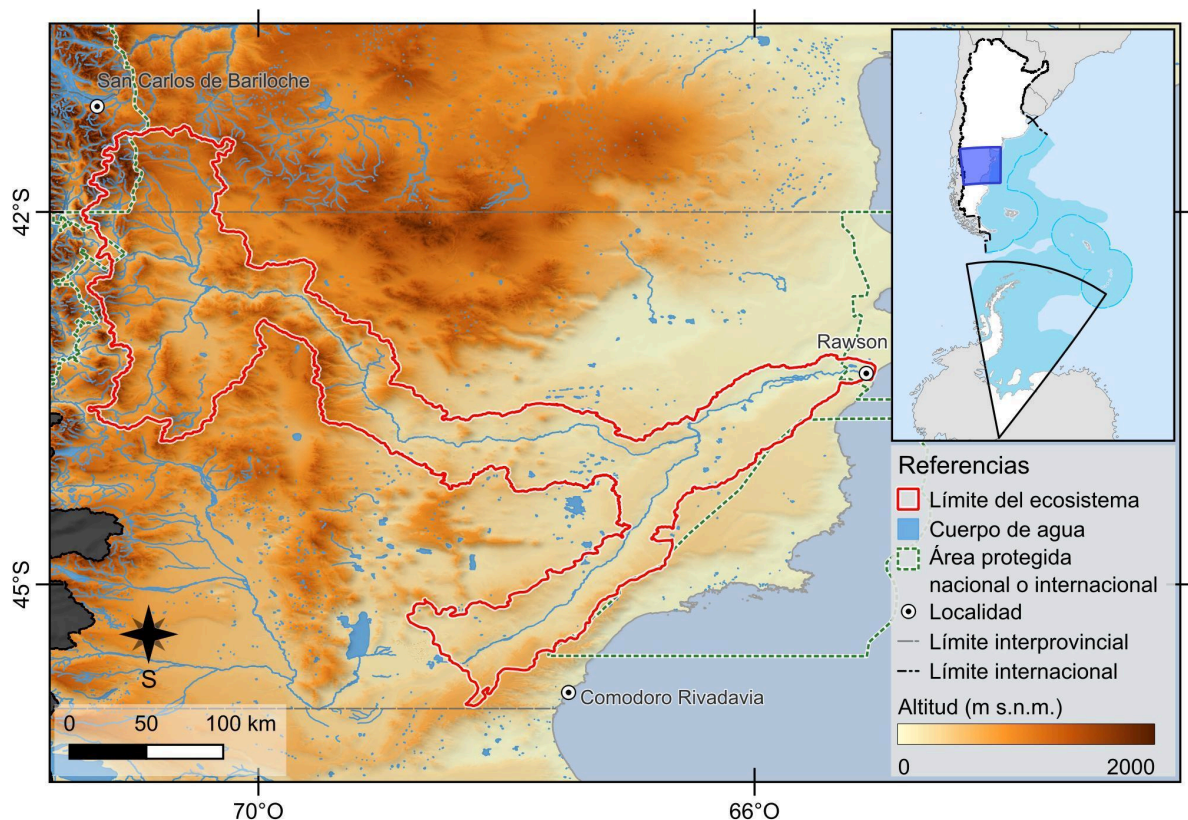 San Carlos de Bariloche
42°S
Rawson
45°S
S
Comodoro Rivadavia
0 50 100 km
70°O
66°O
Referencias
Límite del ecosistema
Cuerpo de agua
Área protegida
nacional o internacional
Localidad
Límite interprovincial
Límite internacional
Altitud (m s.n.m.)
0 2000